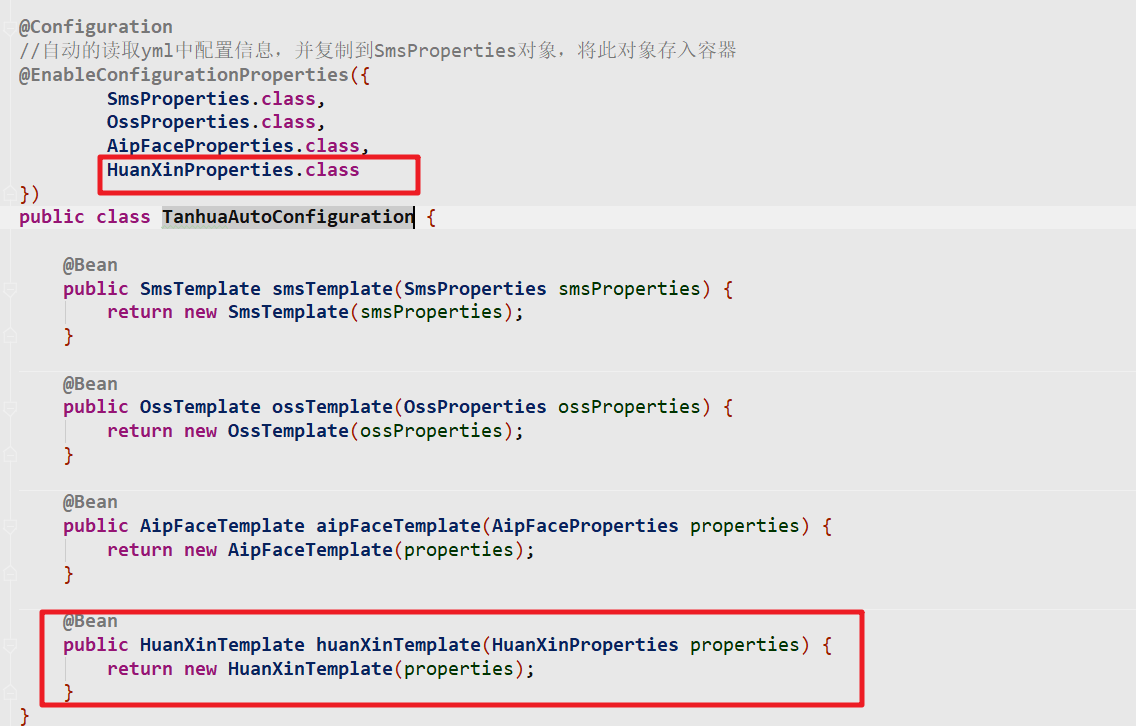 @Configuration
//自动的读取yml中配置信息，并复制到SmsProperties对象，将此对象存入容器
@EnableConfigurationProperties({
        SmsProperties.class,
        OssProperties.class,
        AipFaceProperties.class,
        HuanXinProperties.class
})
public class TanhuaAutoConfiguration {

    @Bean
    public SmsTemplate smsTemplate(SmsProperties smsProperties) {
        return new SmsTemplate(smsProperties);
    }

    @Bean
    public OssTemplate ossTemplate(OssProperties ossProperties) {
        return new OssTemplate(ossProperties);
    }

    @Bean
    public AipFaceTemplate aipFaceTemplate(AipFaceProperties properties) {
        return new AipFaceTemplate(properties);
    }

    @Bean
    public HuanXinTemplate huanXinTemplate(HuanXinProperties properties) {
        return new HuanXinTemplate(properties);
    }
}